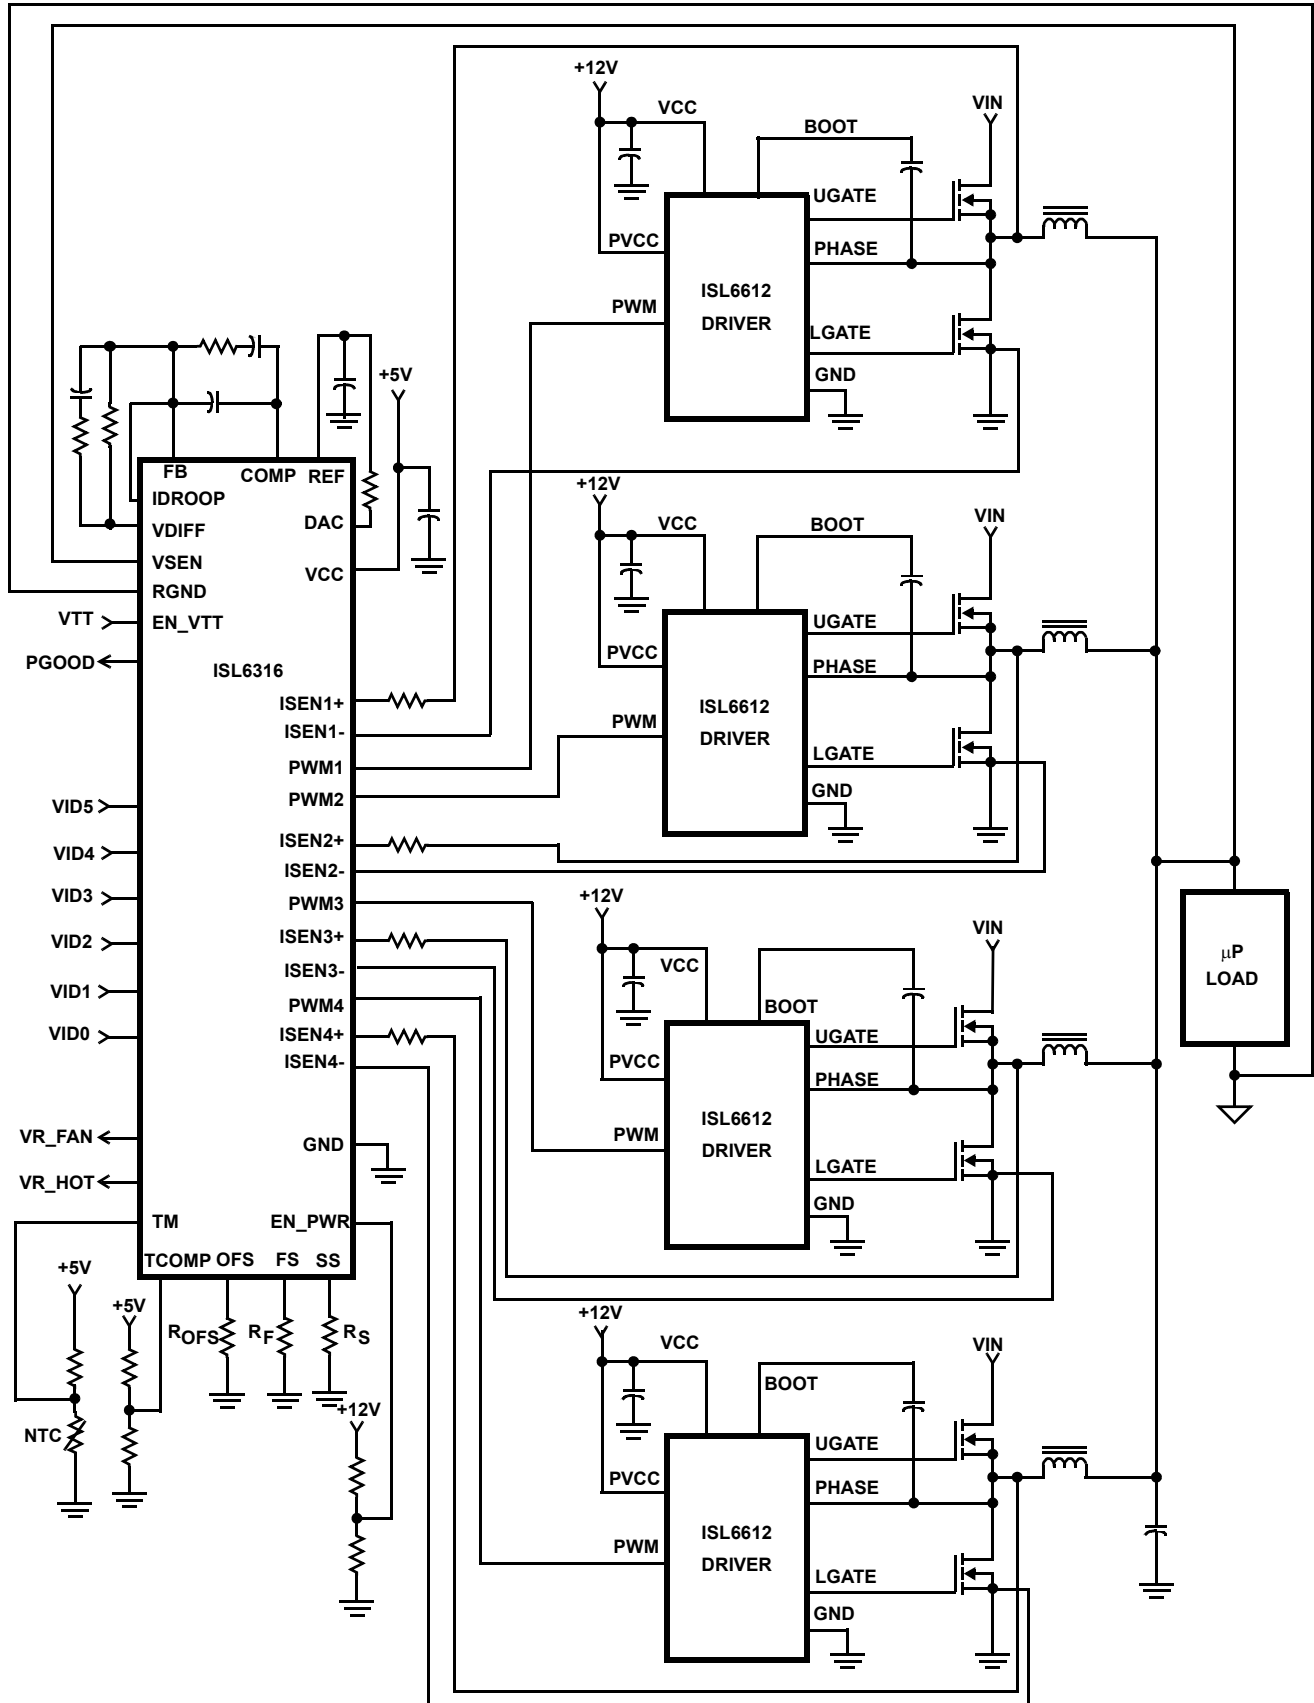 +12V
VCC
BOOT
VIN
UGATE
PVCC
PHASE
ISL6612
DRIVER
PWM
LGATE
GND
+5V
FB
COMP
REF
IDROOP
DAC
VDIFF
VSEN
VCC
RGND
VTT
EN_VTT
PGOOD
ISL6316
ISEN1+
ISEN1-
PWM1
PWM2
VID5
ISEN2+
VID4
ISEN2-
VID3
PWM3
ISEN3+
VID2
ISEN3-
VID1
PWM4
VID0
ISEN4+
ISEN4-
VR_FAN
GND
VR_HOT
TM
EN_PWR
TCOMP
OFS
FS
SS
+5V
+5V
ROFS
RF
RS
NTC
+12V
+12V
VCC
BOOT
VIN
UGATE
PVCC
PHASE
ISL6612
DRIVER
PWM
LGATE
GND
+12V
VCC
VIN
BOOT
UGATE
PVCC
PHASE
ISL6612
DRIVER
PWM
LGATE
GND
μP
LOAD
+12V
VCC
VIN
BOOT
UGATE
PVCC
PHASE
ISL6612
DRIVER
PWM
LGATE
GND